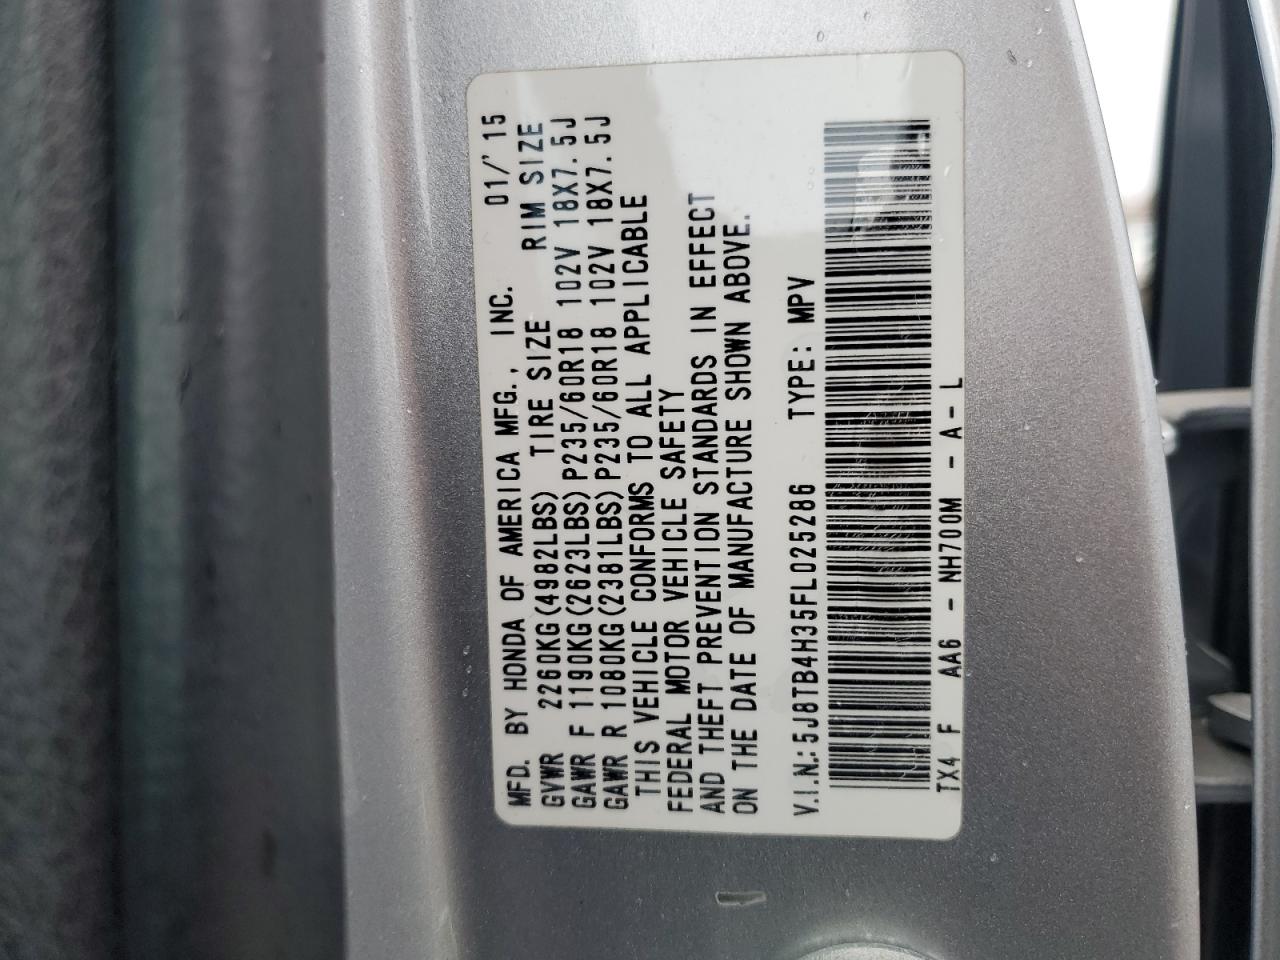 MFD. BY HONDA OF AMERICA MFG., INC. 01/'15
GVWR 2260KG(4982LBS) TIRE SIZE RIM SIZE
GAWR F 1190KG(2623LBS)P235/60R18 102V 18X7.5J
GAWR R 1080KG(2381LBS)P235/60R18 102V 18X7.5J
THIS VEHICLE CONFORMS TO ALL APPLICABLE
FEDERAL MOTOR VEHICLE SAFETY
AND THEFT PREVENTION STANDARDS IN EFFECT
ON THE DATE OF MANUFACTURE SHOWN ABOVE.
V.I.N.:5J8TB4H35FL025286 TYPE: MPV
TX4 F AA6 - NH700M - A-L